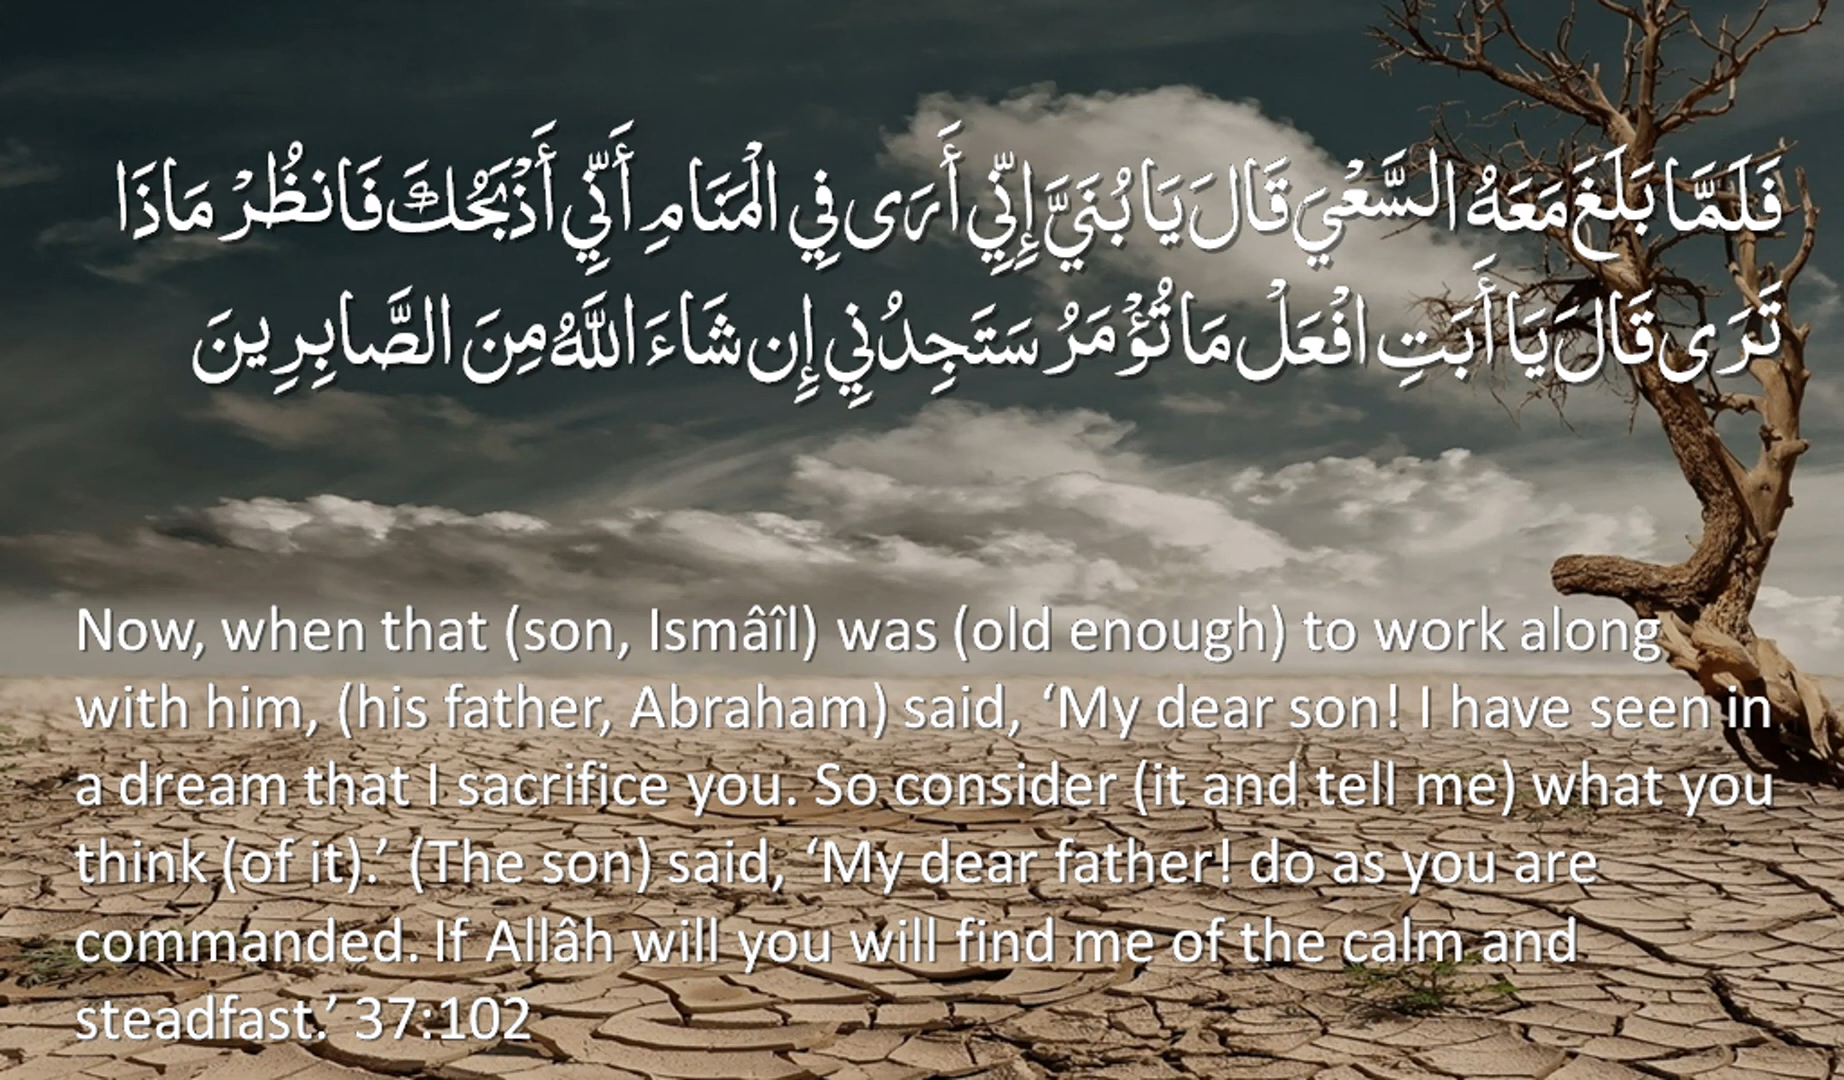 فَلَمَّا بَلَغَ مَعَهُ السَّعْيَ قَالَ يَا بُنَيَّ إِنِّي أَرَى فِي الْمَنَامِ أَنِّي أَذْبَحُكَ فَانظُرْ مَاذَا
تَرَى قَالَ يَا أَبَتِ افْعَلْ مَا تُؤْمَرُ سَتَجِدُنِي إِن شَاءَ اللَّهُ مِنَ الصَّابِرِينَ
Now, when that (son, Ismâîl) was (old enough) to work along
with him, (his father, Abraham) said, ‘My dear son! I have seen in
a dream that I sacrifice you. So consider (it and tell me) what you
think (of it).’ (The son) said, ‘My dear father! do as you are
commanded. If Allâh will you will find me of the calm and
steadfast.’ 37:102